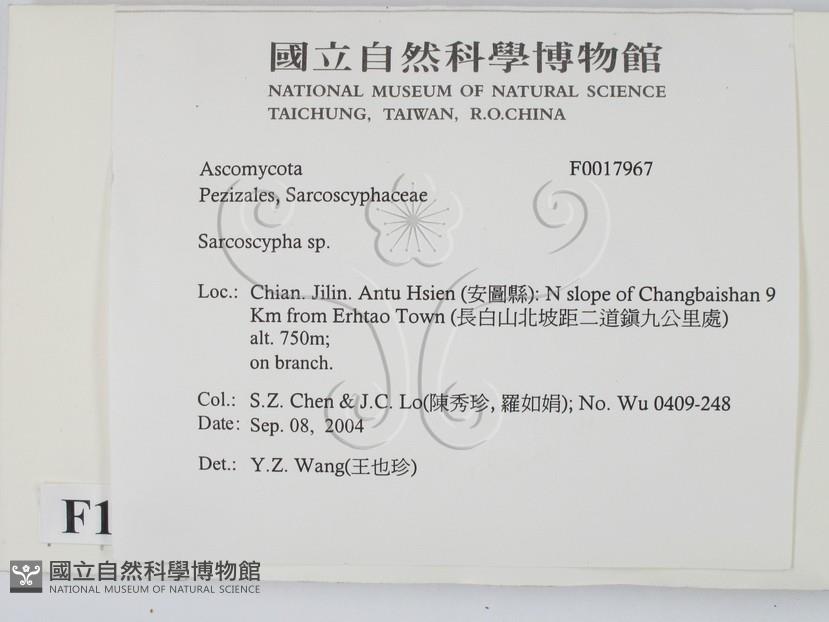 國立自然科學博物館
NATIONAL MUSEUM OF NATURAL SCIENCE
TAICHUNG, TAIWAN, R.O.CHINA
Ascomycota F0017967
Pezizales, Sarcoscyphaceae
Sarcoscypha sp.
Loc.: Chian. Jilin. Antu Hsien (安圖縣): N slope of Changbaishan 9
Km from Erhtao Town (長白山北坡距二道鎭九公里處)
alt. 750m;
on branch.
Col.: S.Z. Chen & J.C. Lo(陳秀珍, 羅如娟); No. Wu 0409-248
Date: Sep. 08, 2004
Det.: Y.Z. Wang(王也珍)
F1
國立自然科學博物館
NATIONAL MUSEUM OF NATURAL SCIENCE